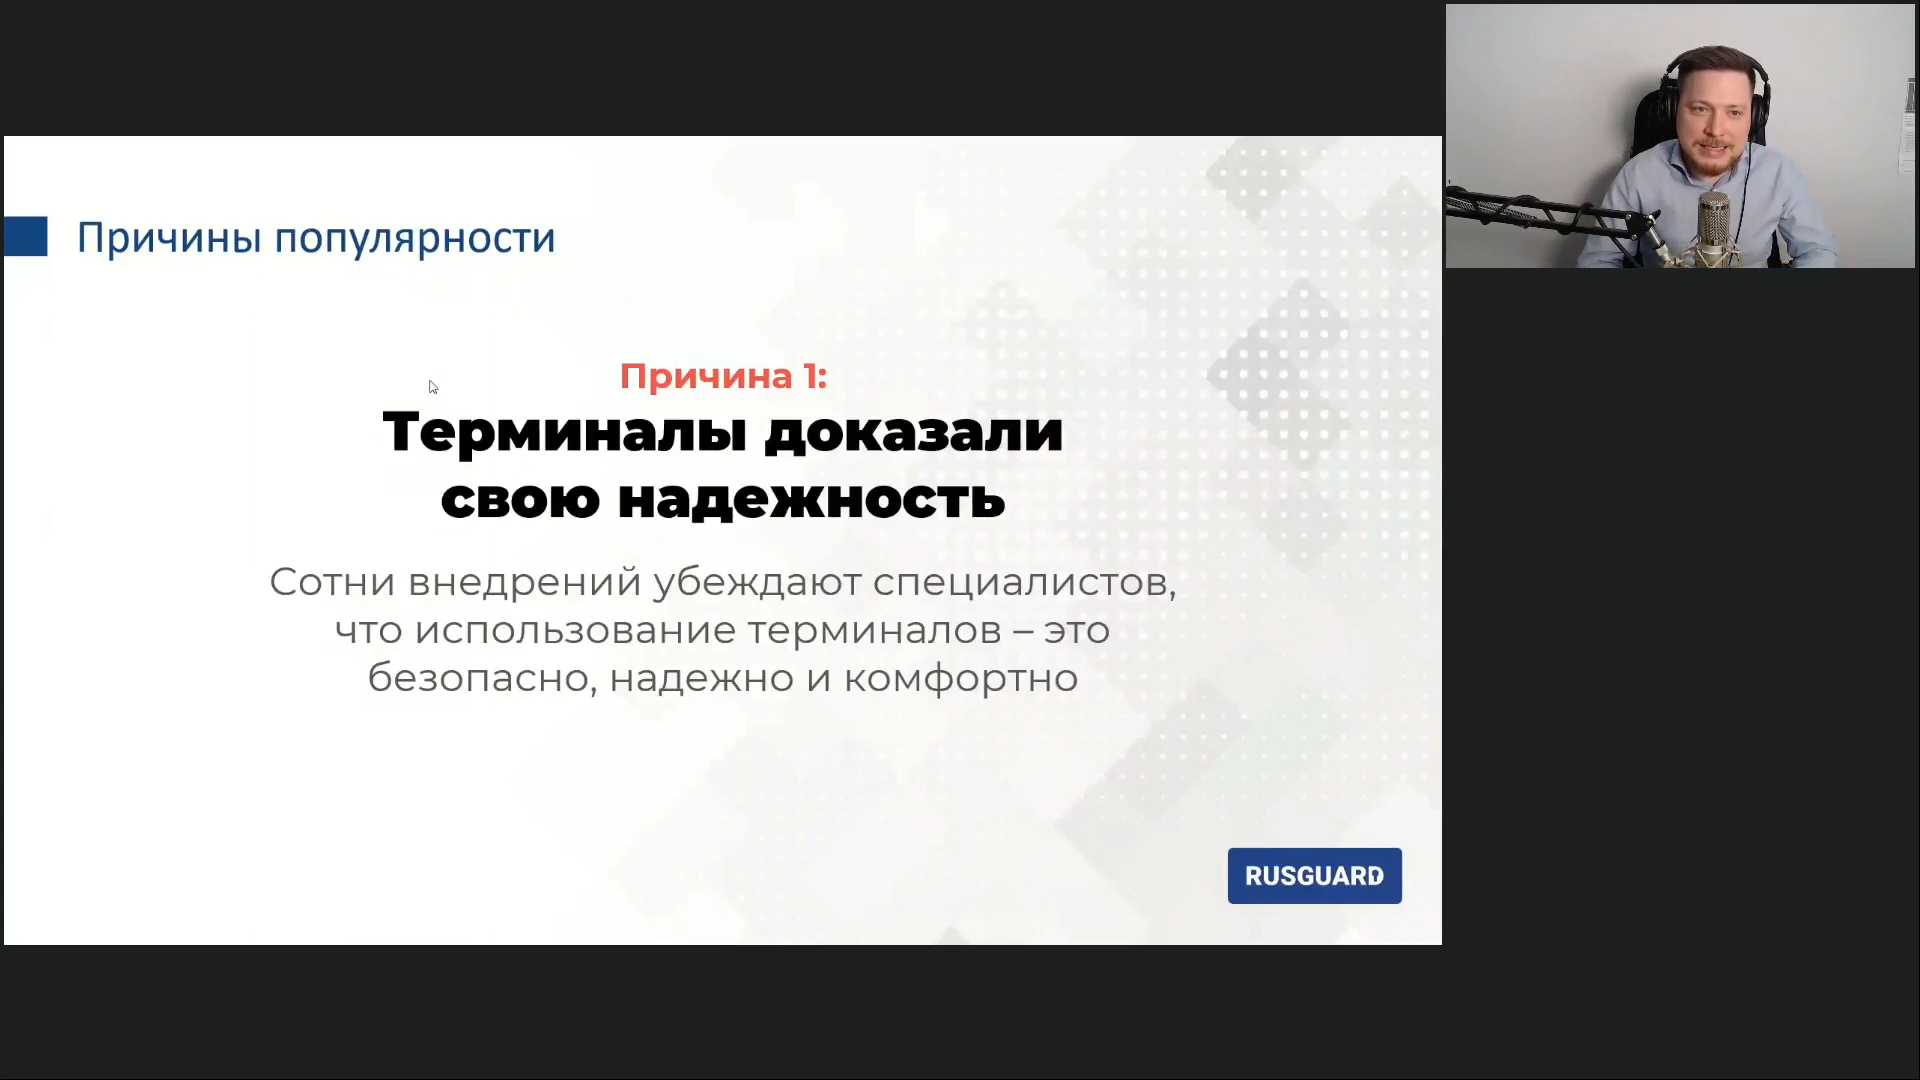 Причины популярности
Причина 1:
Терминалы доказали
свою надежность
Сотни внедрений убеждают специалистов,
что использование терминалов – это
безопасно, надежно и комфортно
RUSGUARD